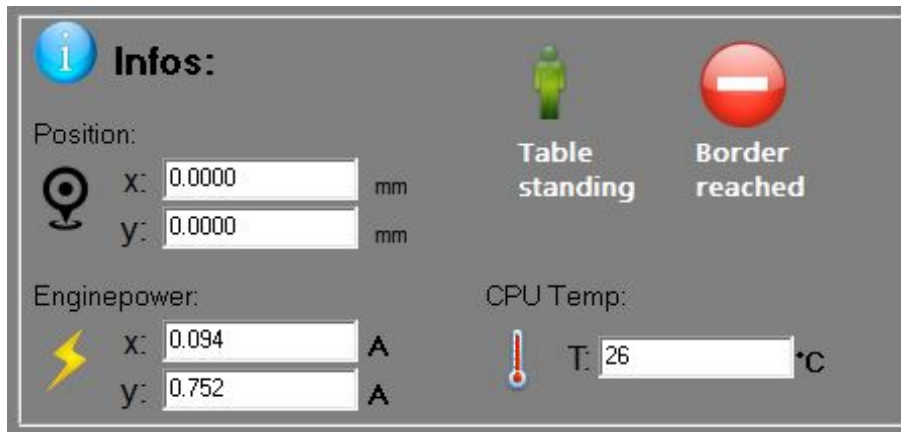 Infos:
Position:
x: 0.0000 mm
y: 0.0000 mm
Table
standing
Border
reached
Enginepower:
x: 0.094 A
y: 0.752 A
CPU Temp:
T: 26 °C